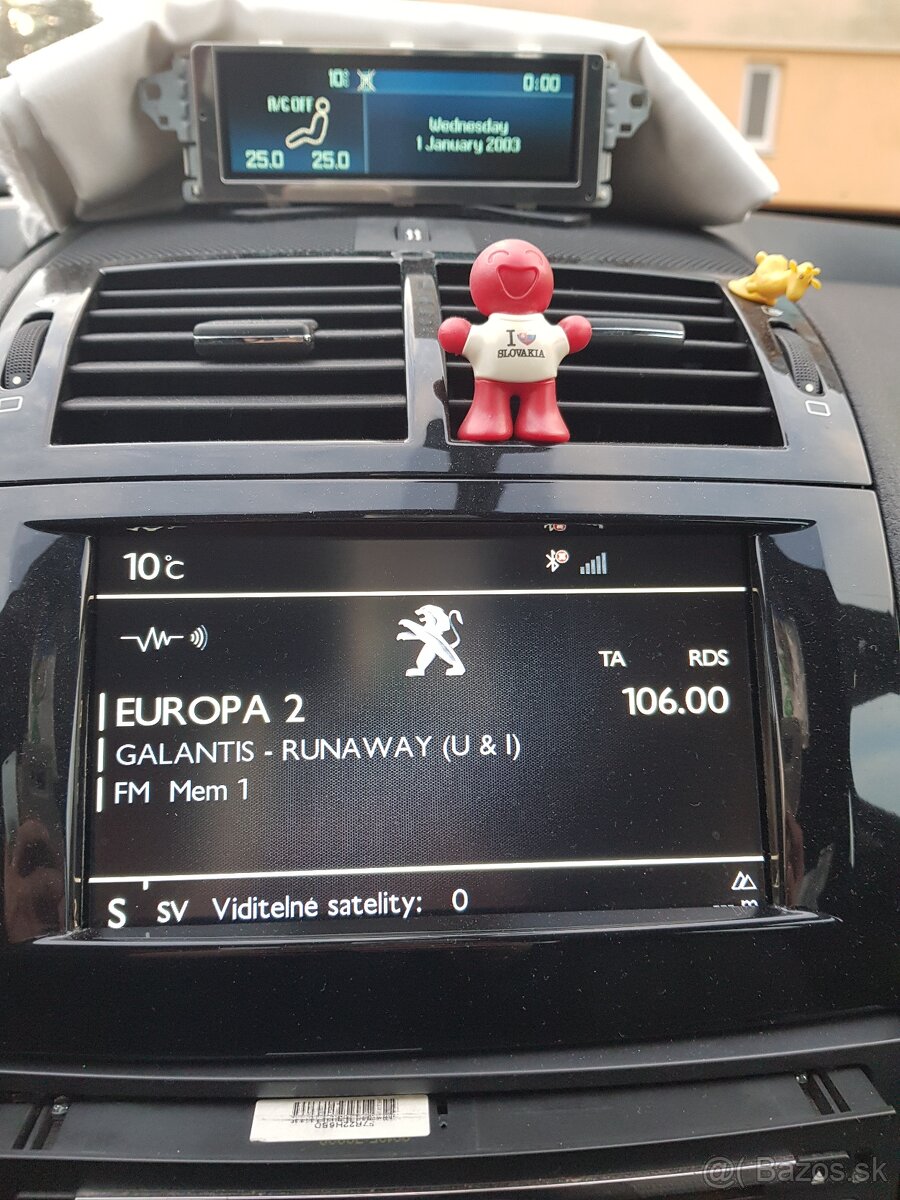 10°
0:00
A/C OFF
Wednesday
1 January 2003
25.0 25.0
I
SLOVAKIA
10°C
TA RDS
EUROPA 2
106.00
GALANTIS - RUNAWAY (U & I)
FM Mem 1
S SV Viditelné satelity: 0
m
Bazos.sk